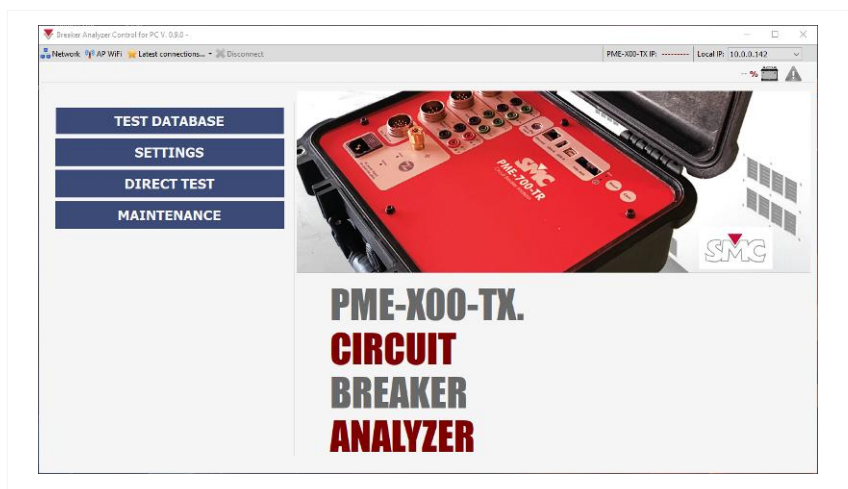 Breaker Analyzer Control for PC V. 0.9.0 -
Network AP WiFi Latest connections... Disconnect
PME-X00-TX IP: --------- Local IP: 10.0.0.142
-- %
TEST DATABASE
SETTINGS
DIRECT TEST
MAINTENANCE
SMC
PME-700-TR
SMC
PME-X00-TX.
CIRCUIT
BREAKER
ANALYZER